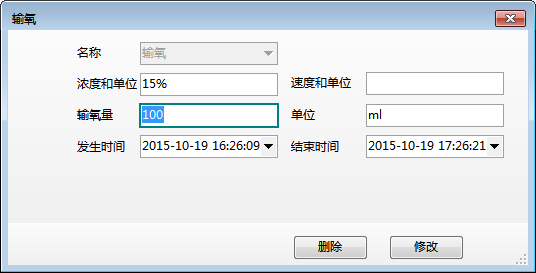 输氧
名称 输氧
浓度和单位 15% 速度和单位
输氧量 100 单位 ml
发生时间 2015-10-19 16:26:09 结束时间 2015-10-19 17:26:21
删除 修改